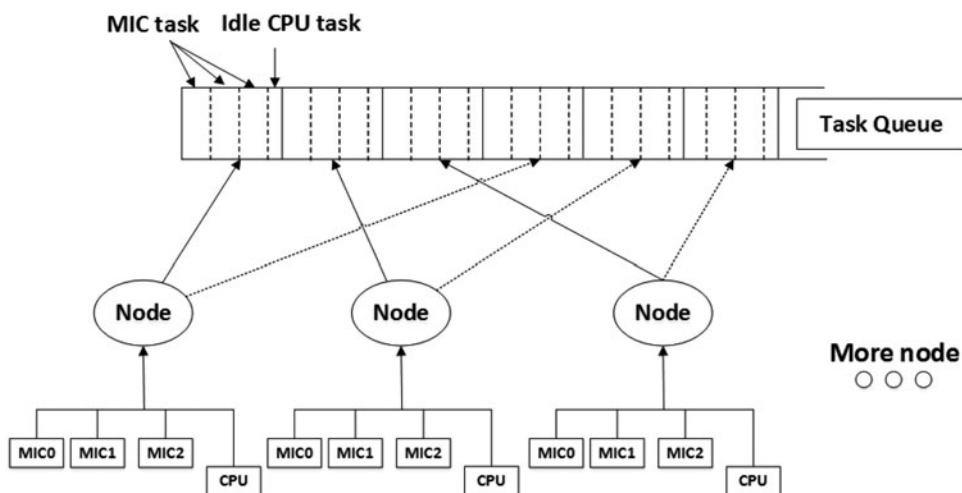 MIC task Idle CPU task
Task Queue
Node Node Node
More node
MIC0 MIC1 MIC2 MIC0 MIC1 MIC2 MIC0 MIC1 MIC2
CPU CPU CPU